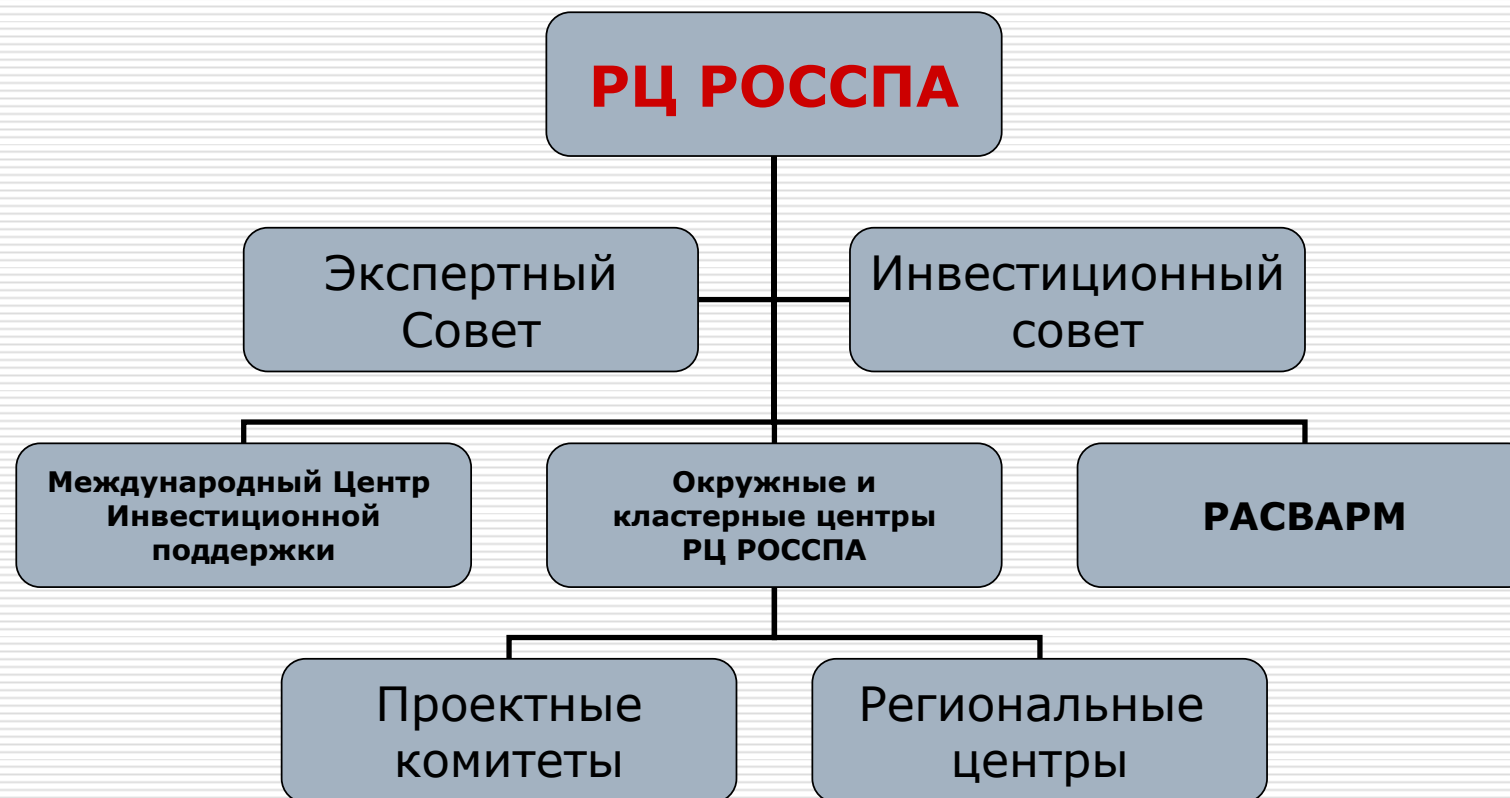 РЦ РОССПА
Экспертный
Совет
Инвестиционный
совет
Международный Центр
Инвестиционной
поддержки
Окружные и
кластерные центры
РЦ РОССПА
РАСВАРМ
Проектные
комитеты
Региональные
центры